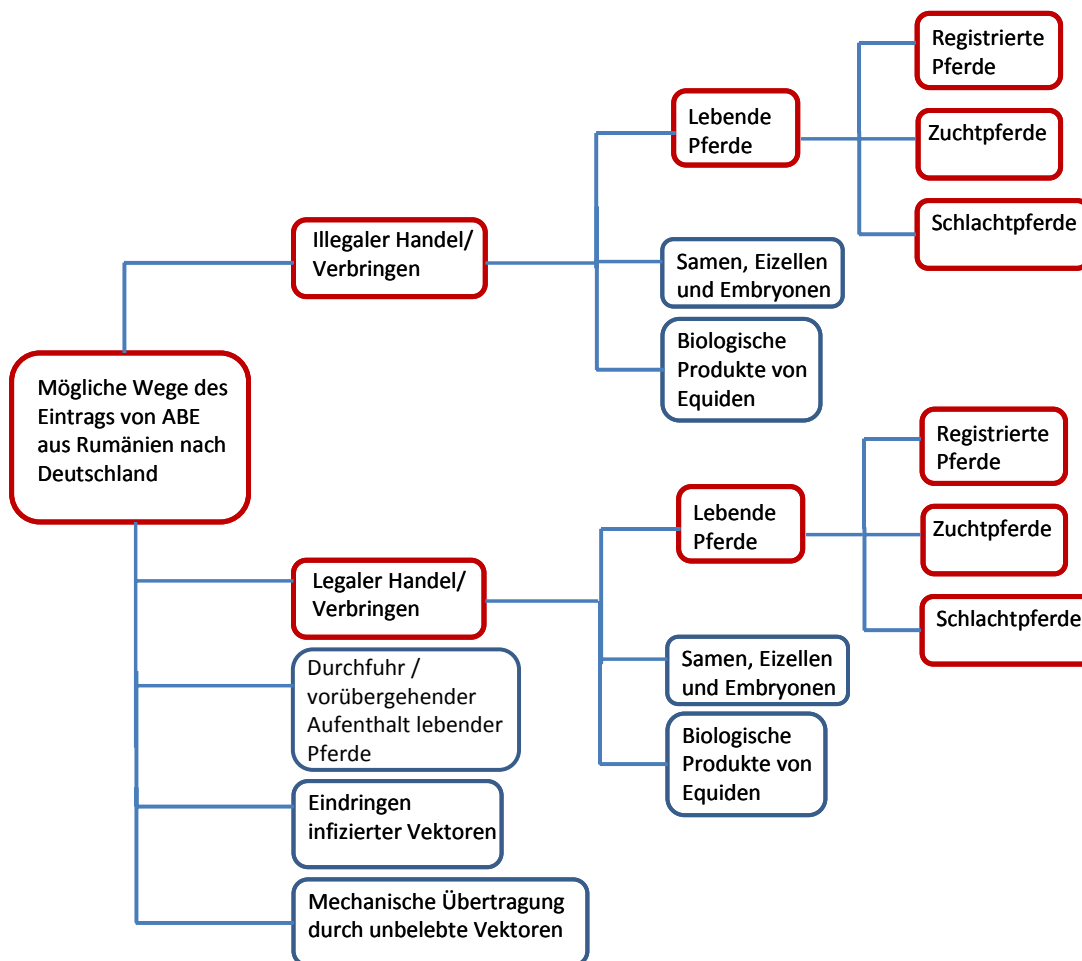 Registrierte
Pferde
Lebende
Pferde
Zuchtpferde
Schlachtpferde
Illegaler Handel/
Verbringen
Samen, Eizellen
und Embryonen
Biologische
Produkte von
Equiden
Mögliche Wege des
Eintrags von ABE
aus Rumänien nach
Deutschland
Registrierte
Pferde
Lebende
Pferde
Zuchtpferde
Schlachtpferde
Legaler Handel/
Verbringen
Samen, Eizellen
und Embryonen
Biologische
Produkte von
Equiden
Durchfuhr /
vorübergehender
Aufenthalt lebender
Pferde
Eindringen
infizierter Vektoren
Mechanische Übertragung
durch unbelebte Vektoren